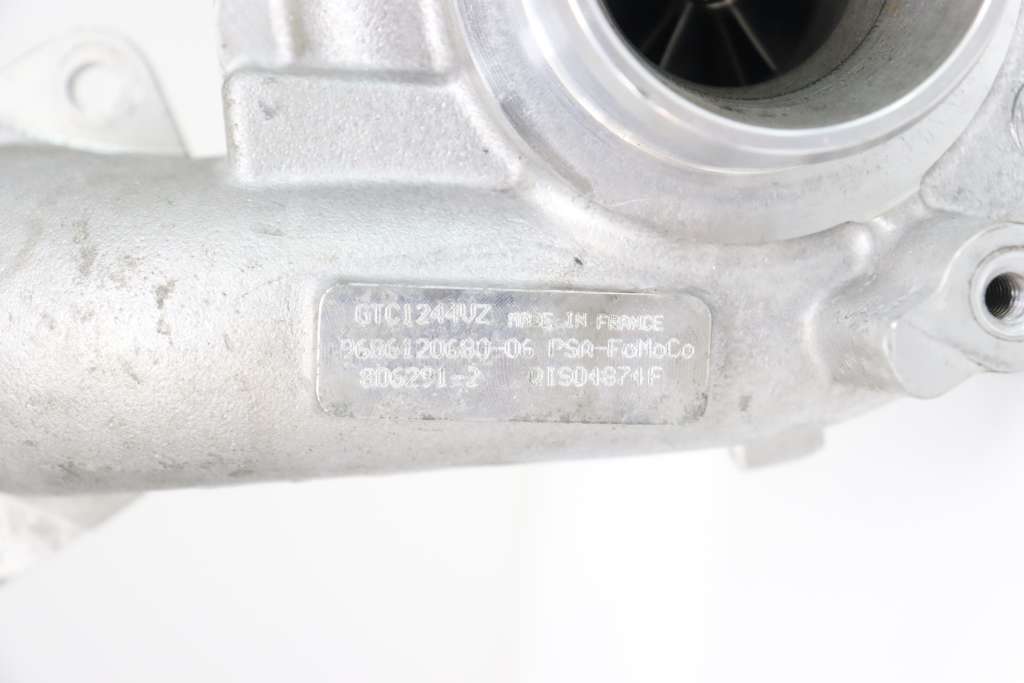 GTC1244VZ MADE IN FRANCE
9686120680-06 PSA-FoMoCo
806291-2 QIS04874F